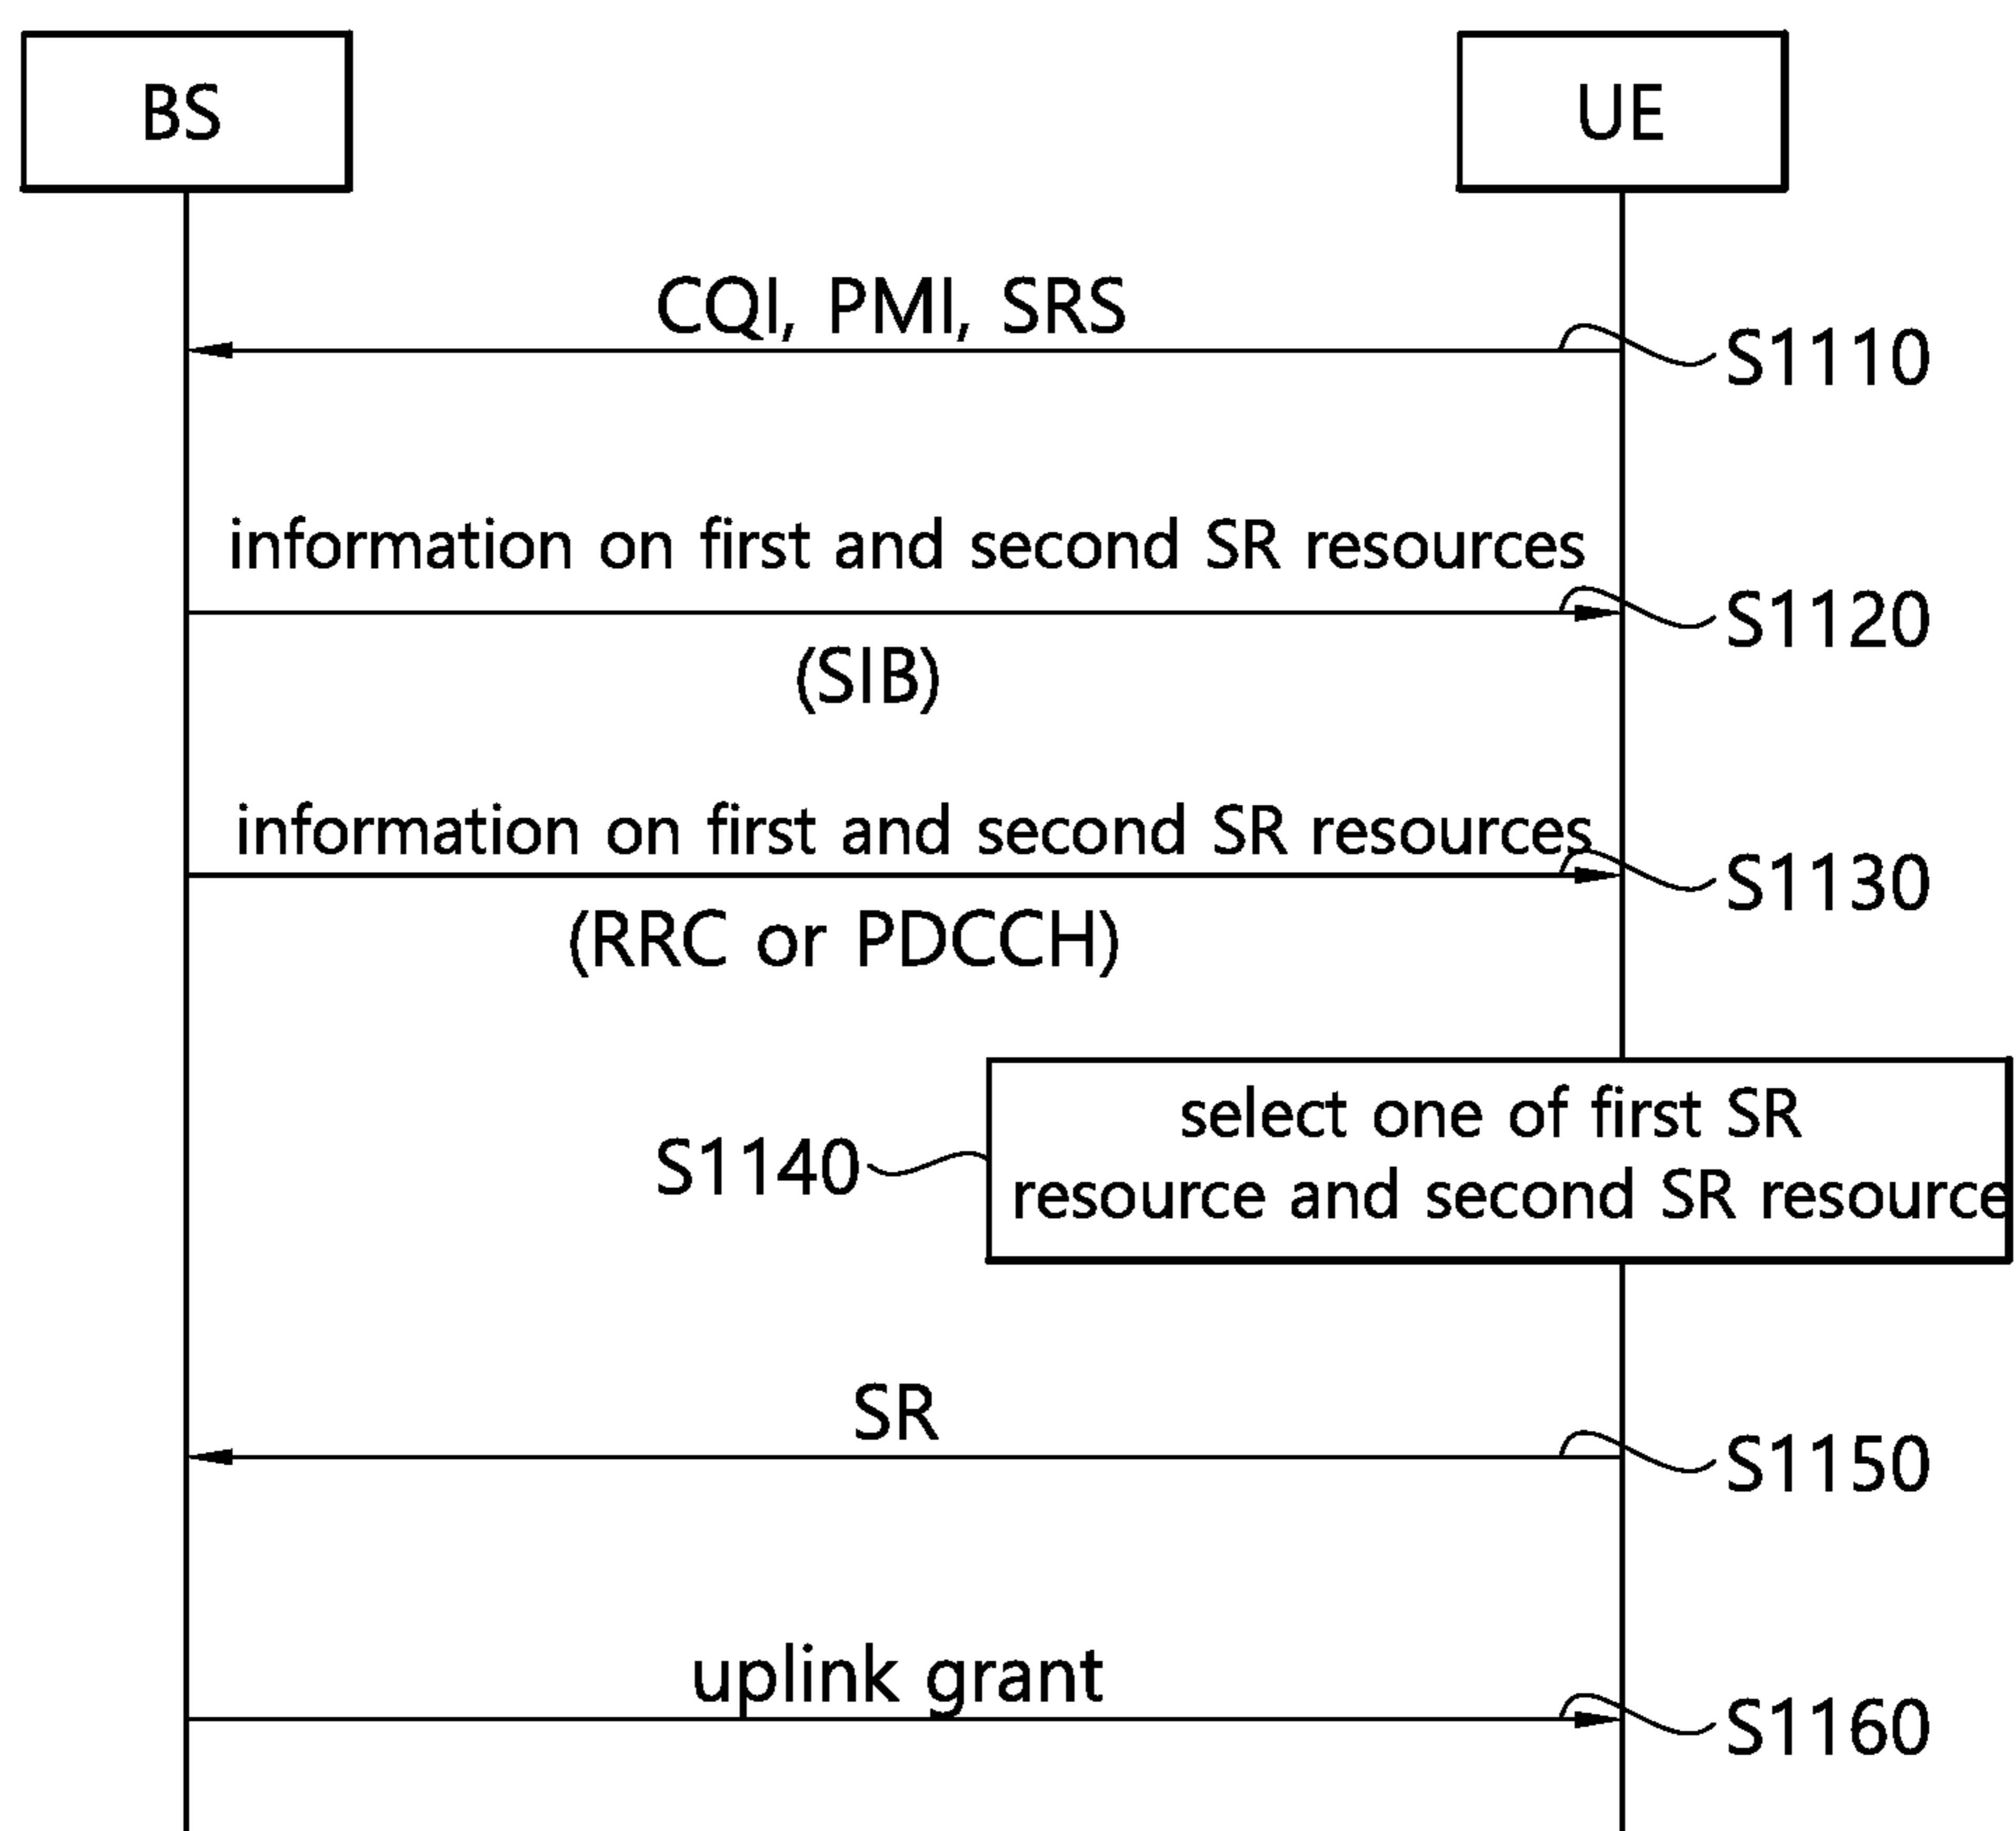 BS
UE
CQI, PMI, SRS
S1110
information on first and second SR resources
S1120
(SIB)
information on first and second SR resources
S1130
(RRC or PDCCH)
select one of first SR
S1140
resource and second SR resource
SR
S1150
uplink grant
S1160